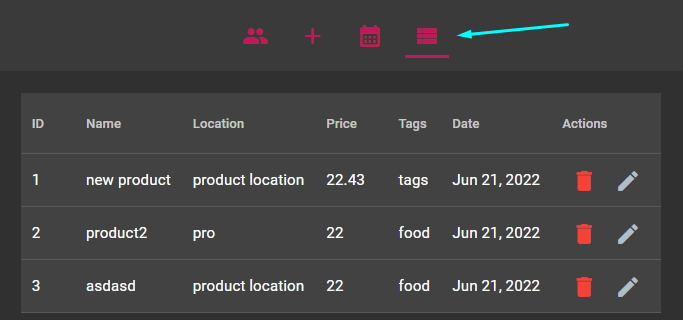 ID Name Location Price Tags Date Actions
1 new product product location 22.43 tags Jun 21, 2022
2 product2 pro 22 food Jun 21, 2022
3 asdasd product location 22 food Jun 21, 2022